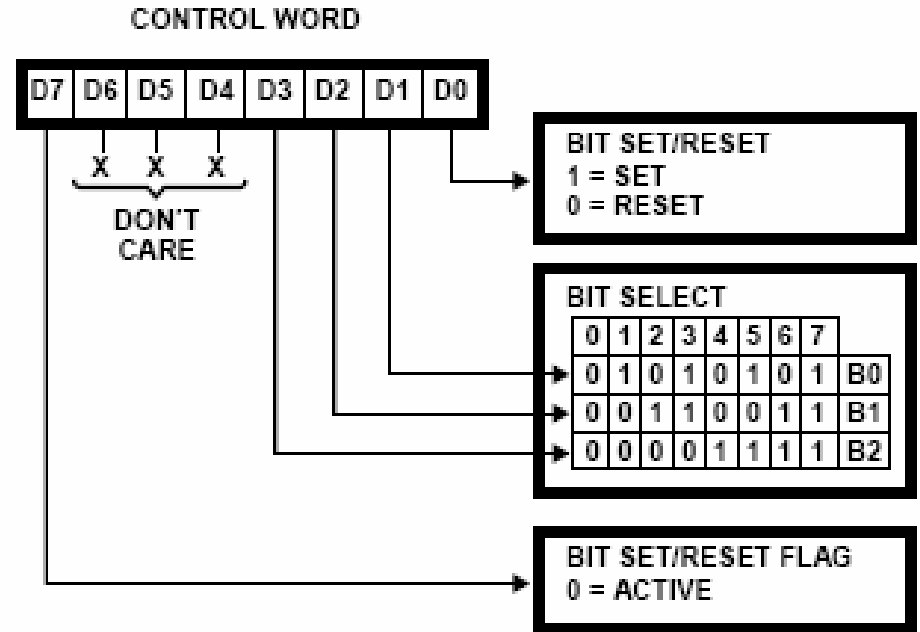 CONTROL WORD
D7 D6 D5 D4 D3 D2 D1 D0
X X X
DON'T
CARE
BIT SET/RESET
1 = SET
0 = RESET
BIT SELECT
0 1 2 3 4 5 6 7
0 1 0 1 0 1 0 1 B0
0 0 1 1 0 0 1 1 B1
0 0 0 0 1 1 1 1 B2
BIT SET/RESET FLAG
0 = ACTIVE